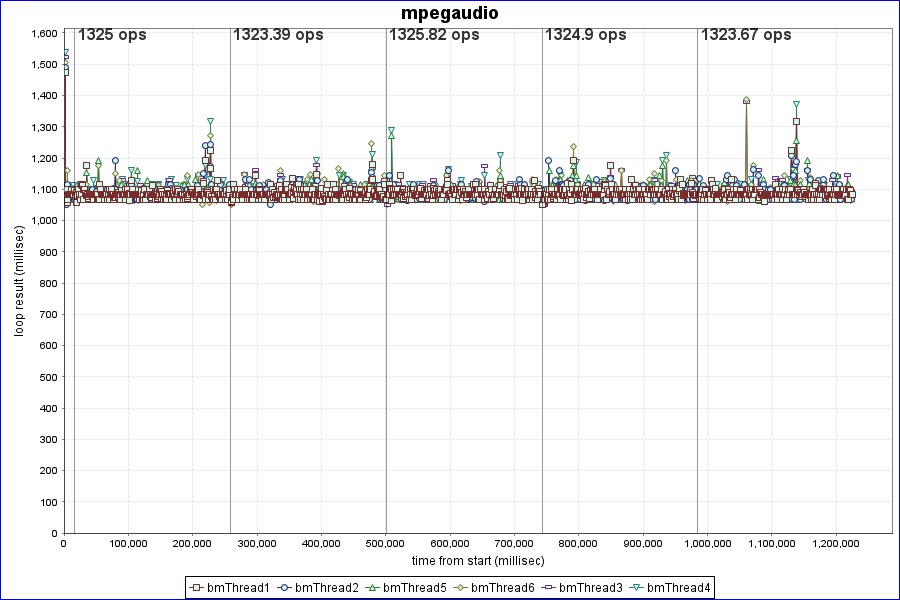 mpegaudio
1325 ops 1323.39 ops 1325.82 ops 1324.9 ops 1323.67 ops
1,600
1,500
1,400
1,300
1,200
1,100
1,000
900
800
700
600
500
400
300
200
100
0
loop result (millisec)
0 100,000 200,000 300,000 400,000 500,000 600,000 700,000 800,000 900,000 1,000,000 1,100,000 1,200,000
time from start (millisec)
bmThread1 bmThread2 bmThread5 bmThread6 bmThread3 bmThread4